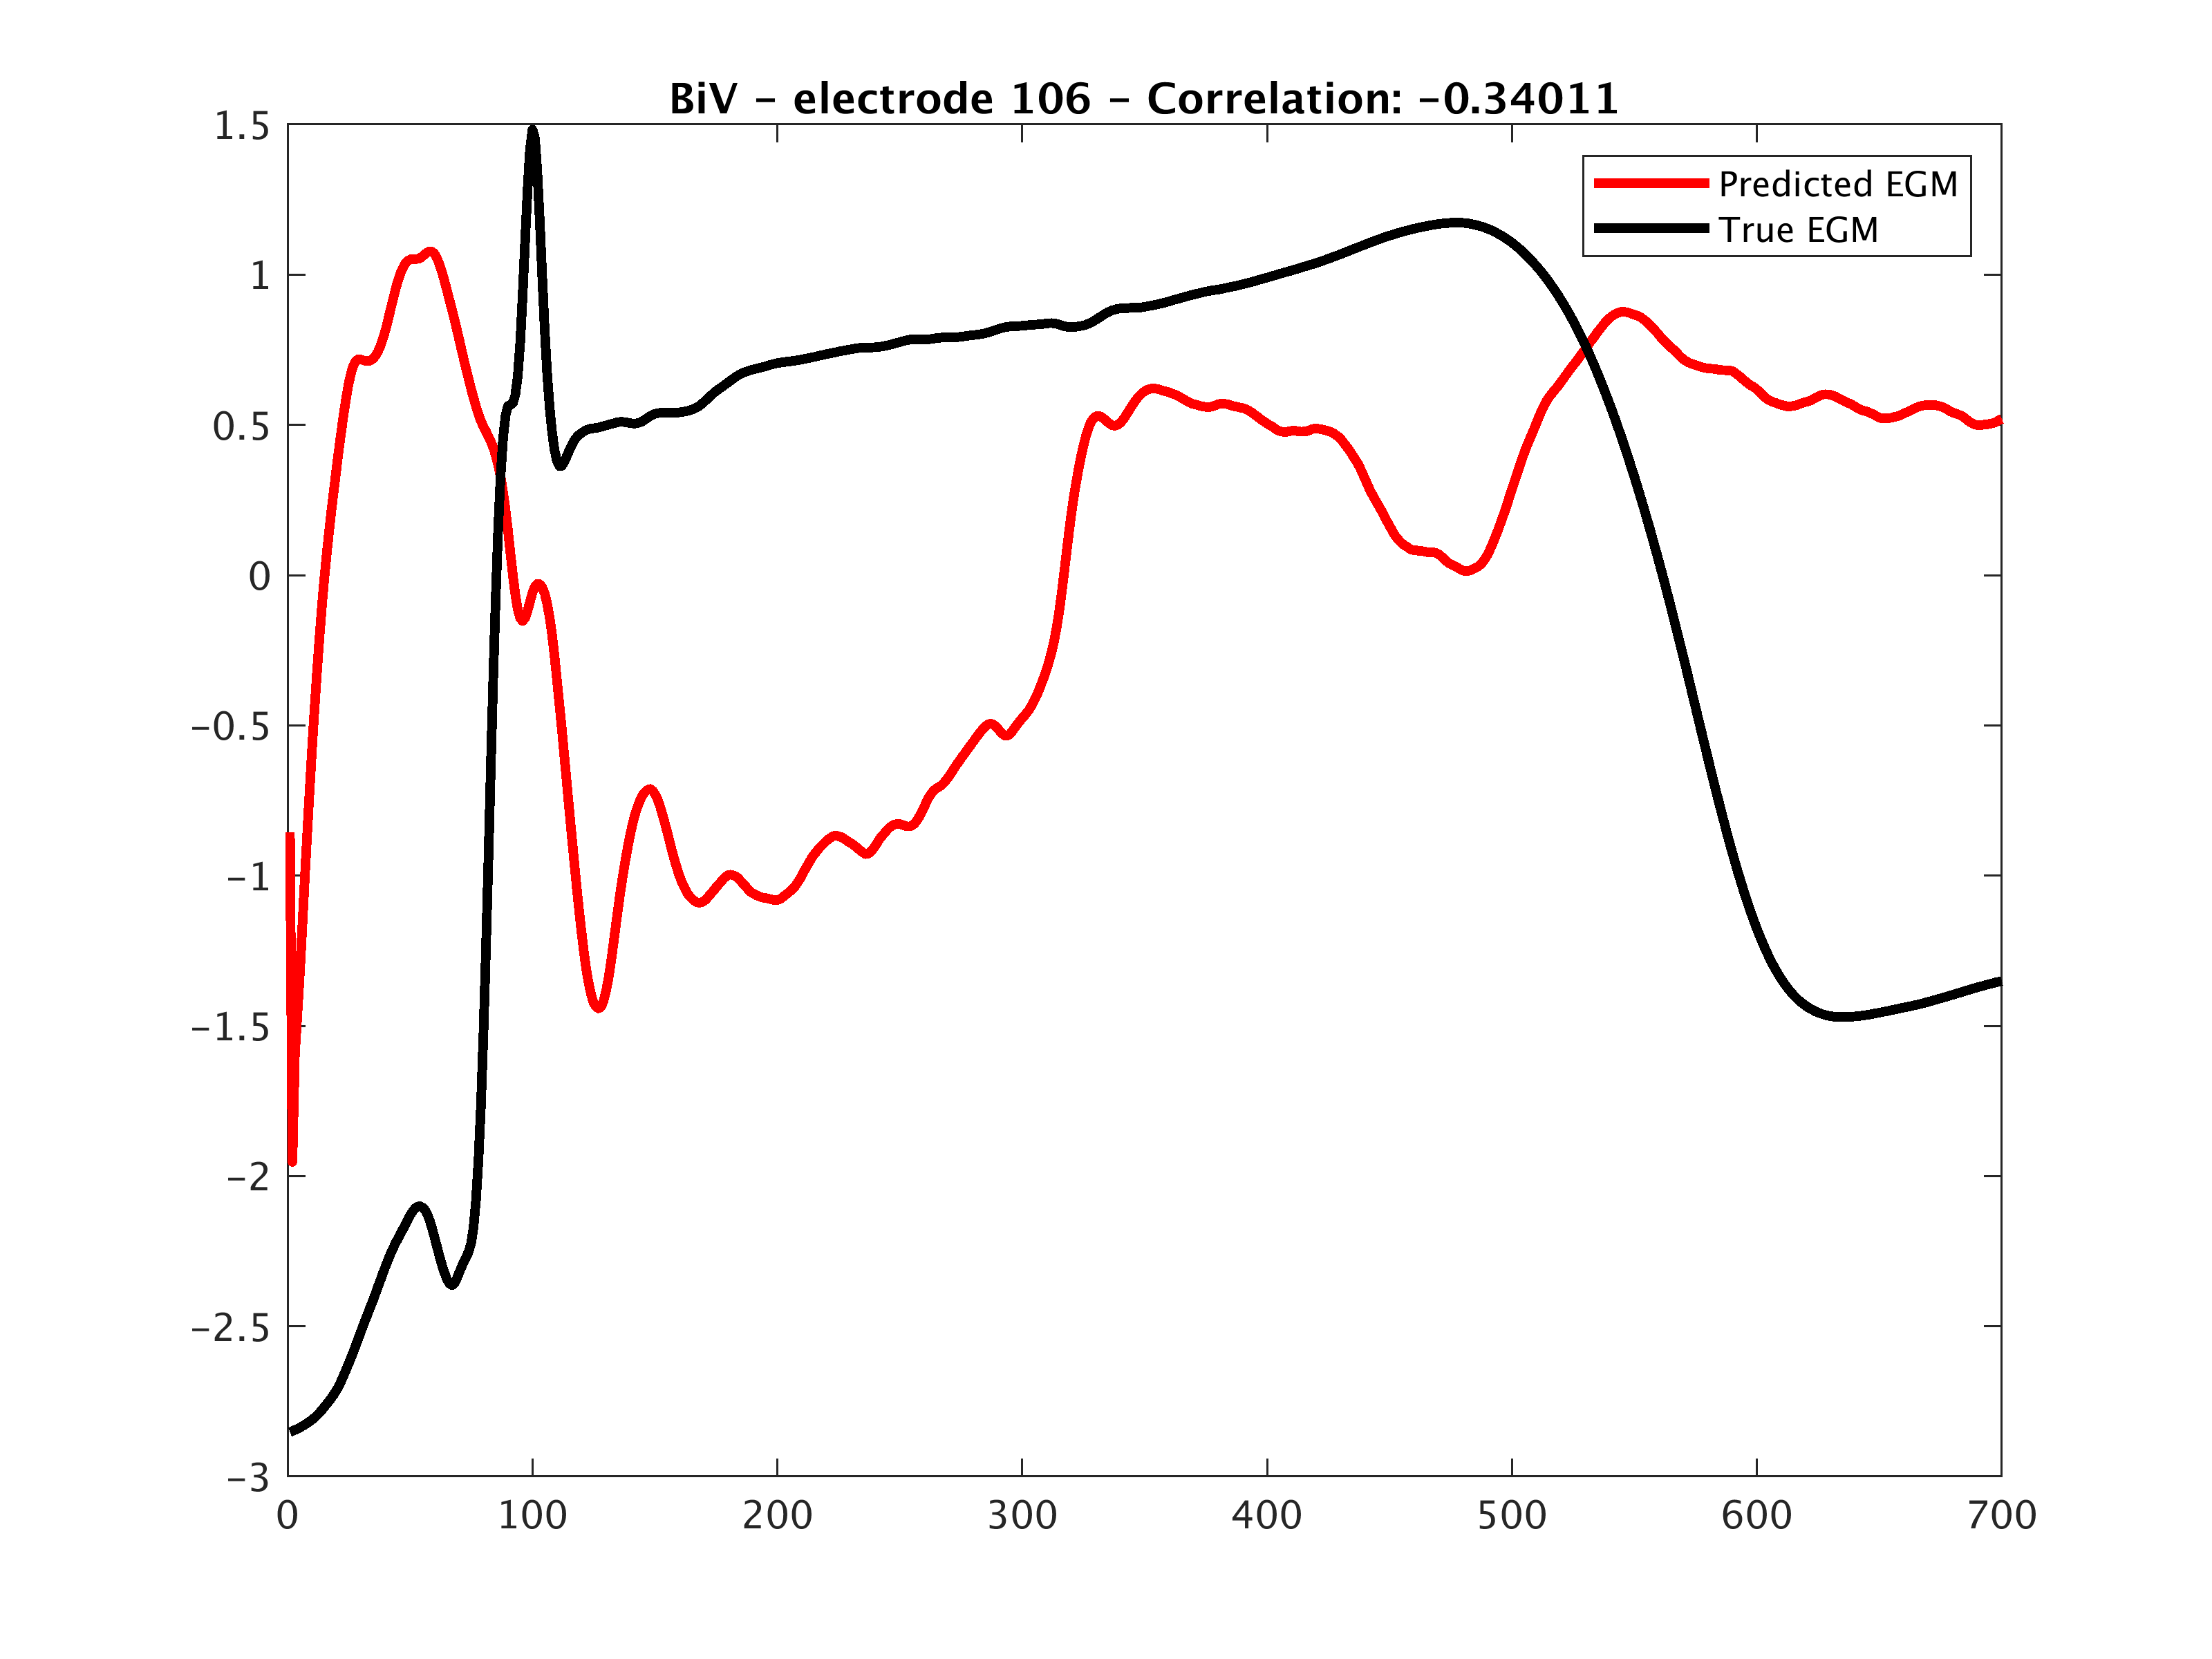 BiV – electrode 106 – Correlation: –0.34011
1.5
1
0.5
0
–0.5
–1
–1.5
–2
–2.5
–3
Predicted EGM
True EGM
0 100 200 300 400 500 600 700